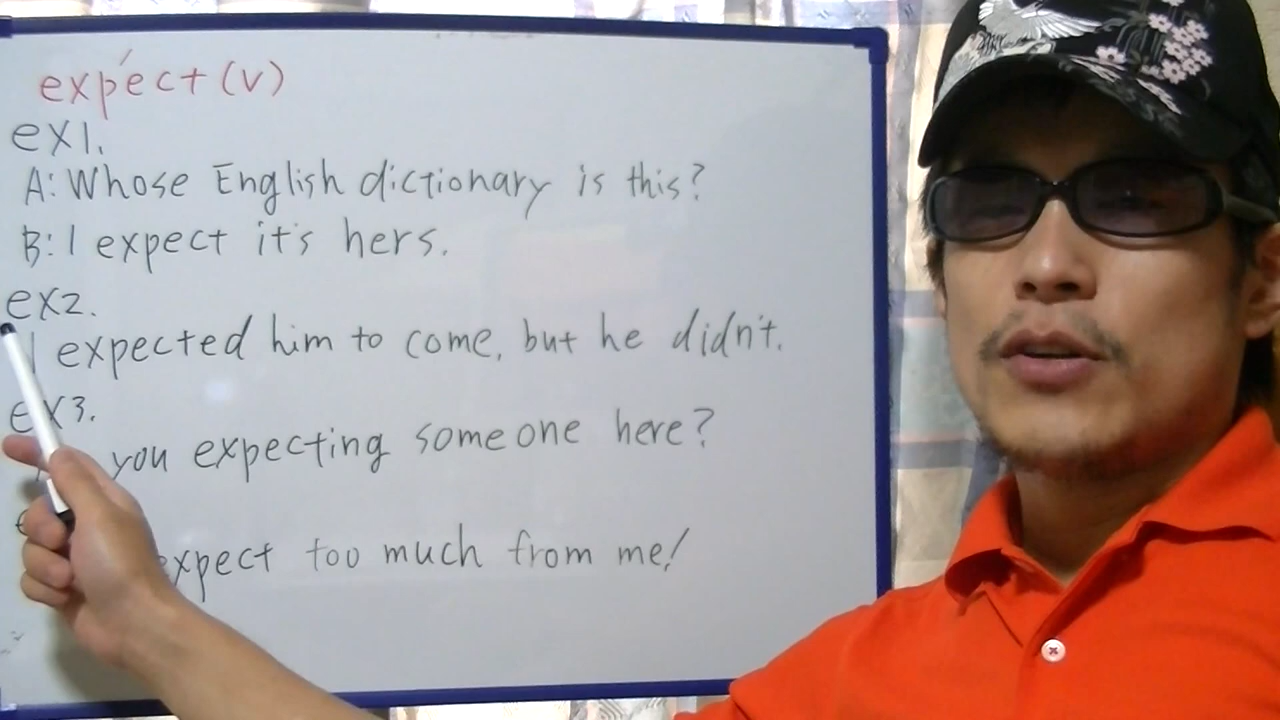 expéct (v)
ex1.
A: Whose English dictionary is this?
B: I expect it's hers.
ex2.
I expected him to come, but he didn't.
ex3.
you expecting someone here?
expect too much from me!